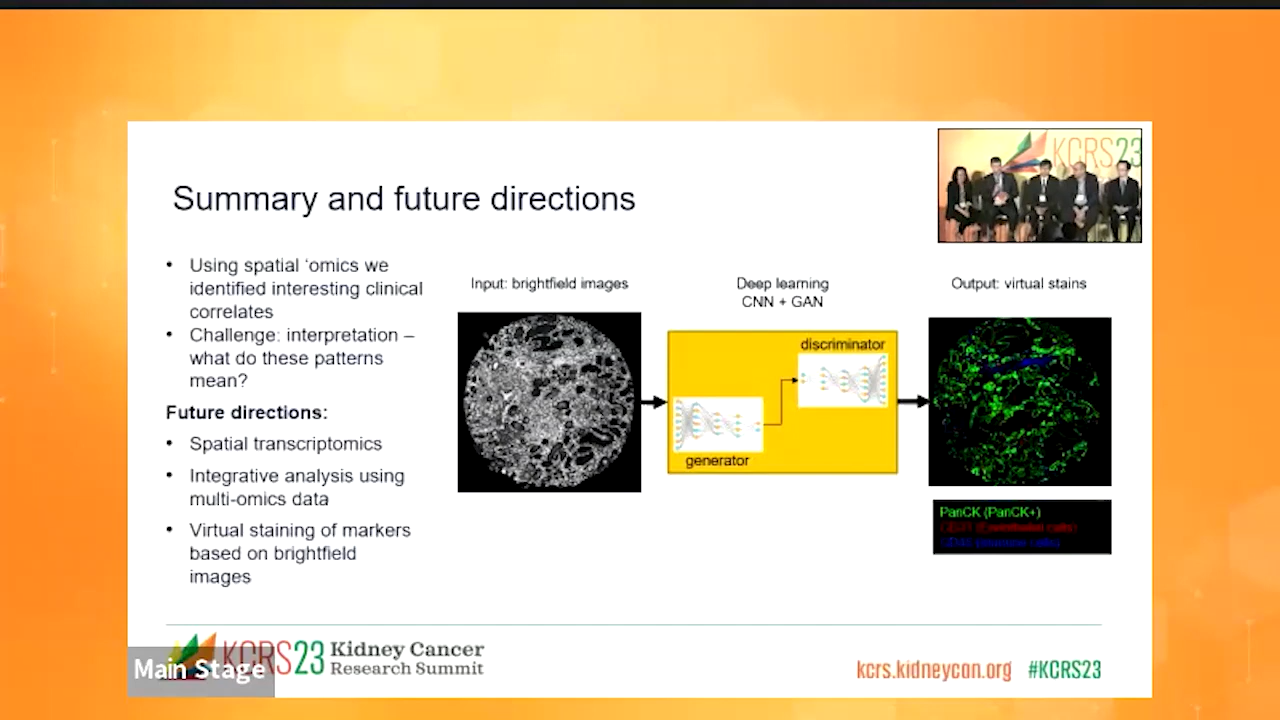 KCRS23
Summary and future directions
• Using spatial ‘omics we
identified interesting clinical
correlates
• Challenge: interpretation –
what do these patterns
mean?
Future directions:
• Spatial transcriptomics
• Integrative analysis using
multi-omics data
• Virtual staining of markers
based on brightfield
images
Input: brightfield images
Deep learning
CNN + GAN
discriminator
generator
Output: virtual stains
PanCK (PanCK+)
KCRS23 Kidney Cancer
Research Summit
Main Stage
kcrs.kidneycan.org #KCRS23